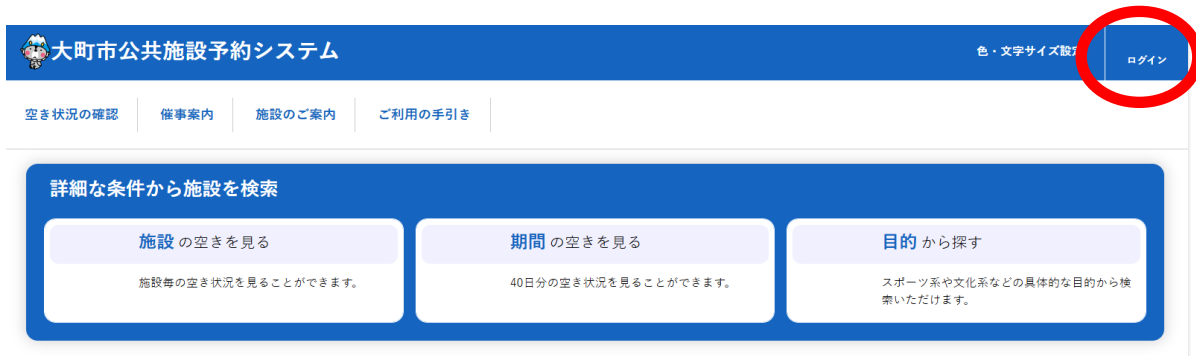 大町市公共施設予約システム
色・文字サイズ設定
ログイン
空き状況の確認
催事案内
施設のご案内
ご利用の手引き
詳細な条件から施設を検索
施設 の空きを見る
施設毎の空き状況を見ることができます。
期間 の空きを見る
40日分の空き状況を見ることができます。
目的 から探す
スポーツ系や文化系などの具体的な目的から検
索いただけます。